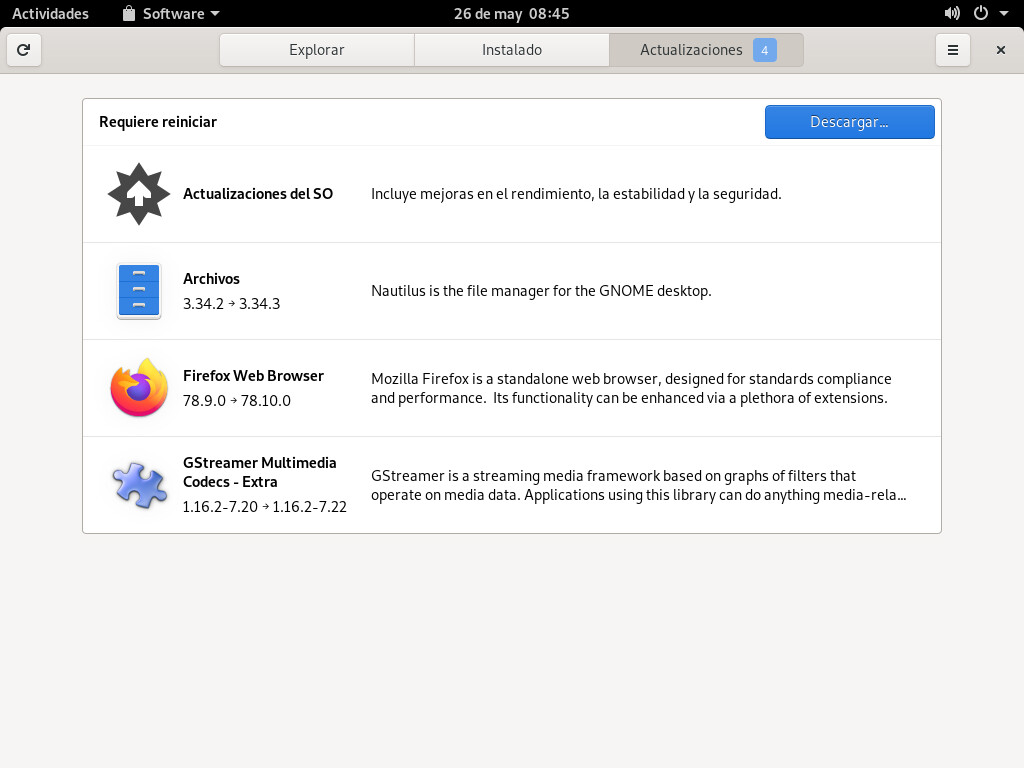 Actividades
Software
26 de may 08:45
Explorar
Instalado
Actualizaciones 4
Requiere reiniciar
Descargar...
Actualizaciones del SO
Incluye mejoras en el rendimiento, la estabilidad y la seguridad.
Archivos
3.34.2 → 3.34.3
Nautilus is the file manager for the GNOME desktop.
Firefox Web Browser
78.9.0 → 78.10.0
Mozilla Firefox is a standalone web browser, designed for standards compliance
and performance.  Its functionality can be enhanced via a plethora of extensions.
GStreamer Multimedia
Codecs - Extra
1.16.2-7.20 → 1.16.2-7.22
GStreamer is a streaming media framework based on graphs of filters that
operate on media data. Applications using this library can do anything media-rela...